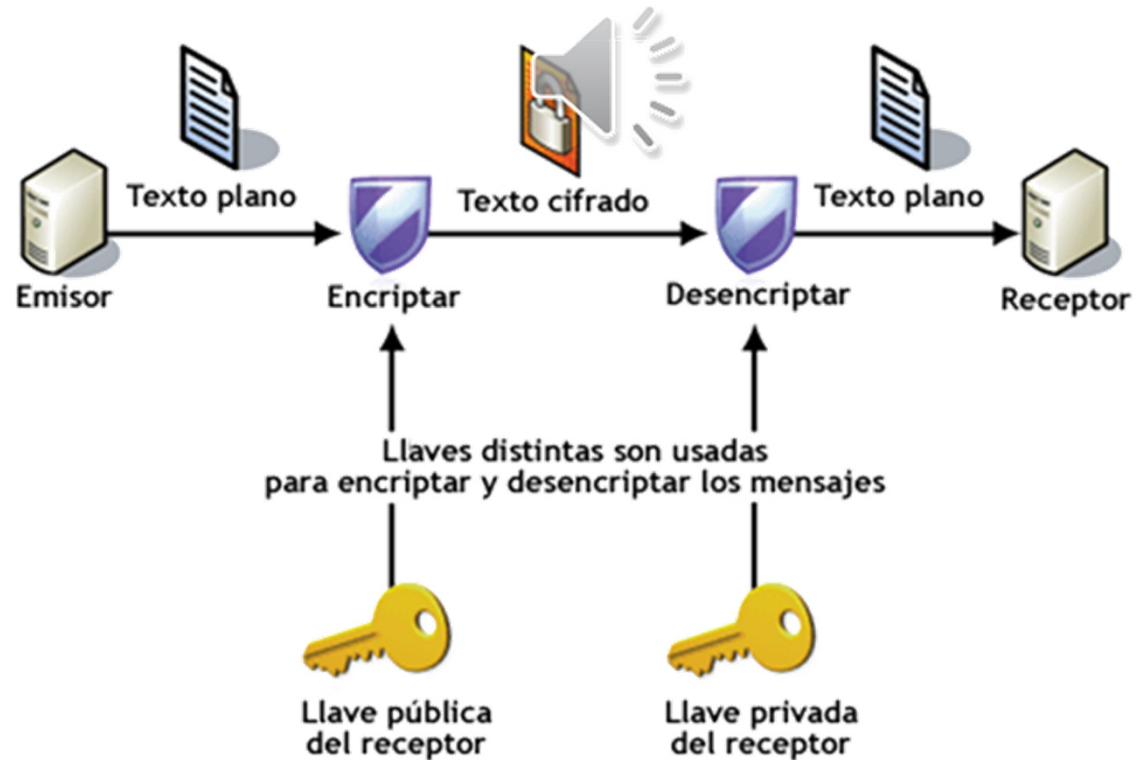 Texto plano
Texto cifrado
Texto plano
Emisor
Encriptar
Desencriptar
Receptor
Llaves distintas son usadas
para encriptar y desencriptar los mensajes
Llave pública
del receptor
Llave privada
del receptor